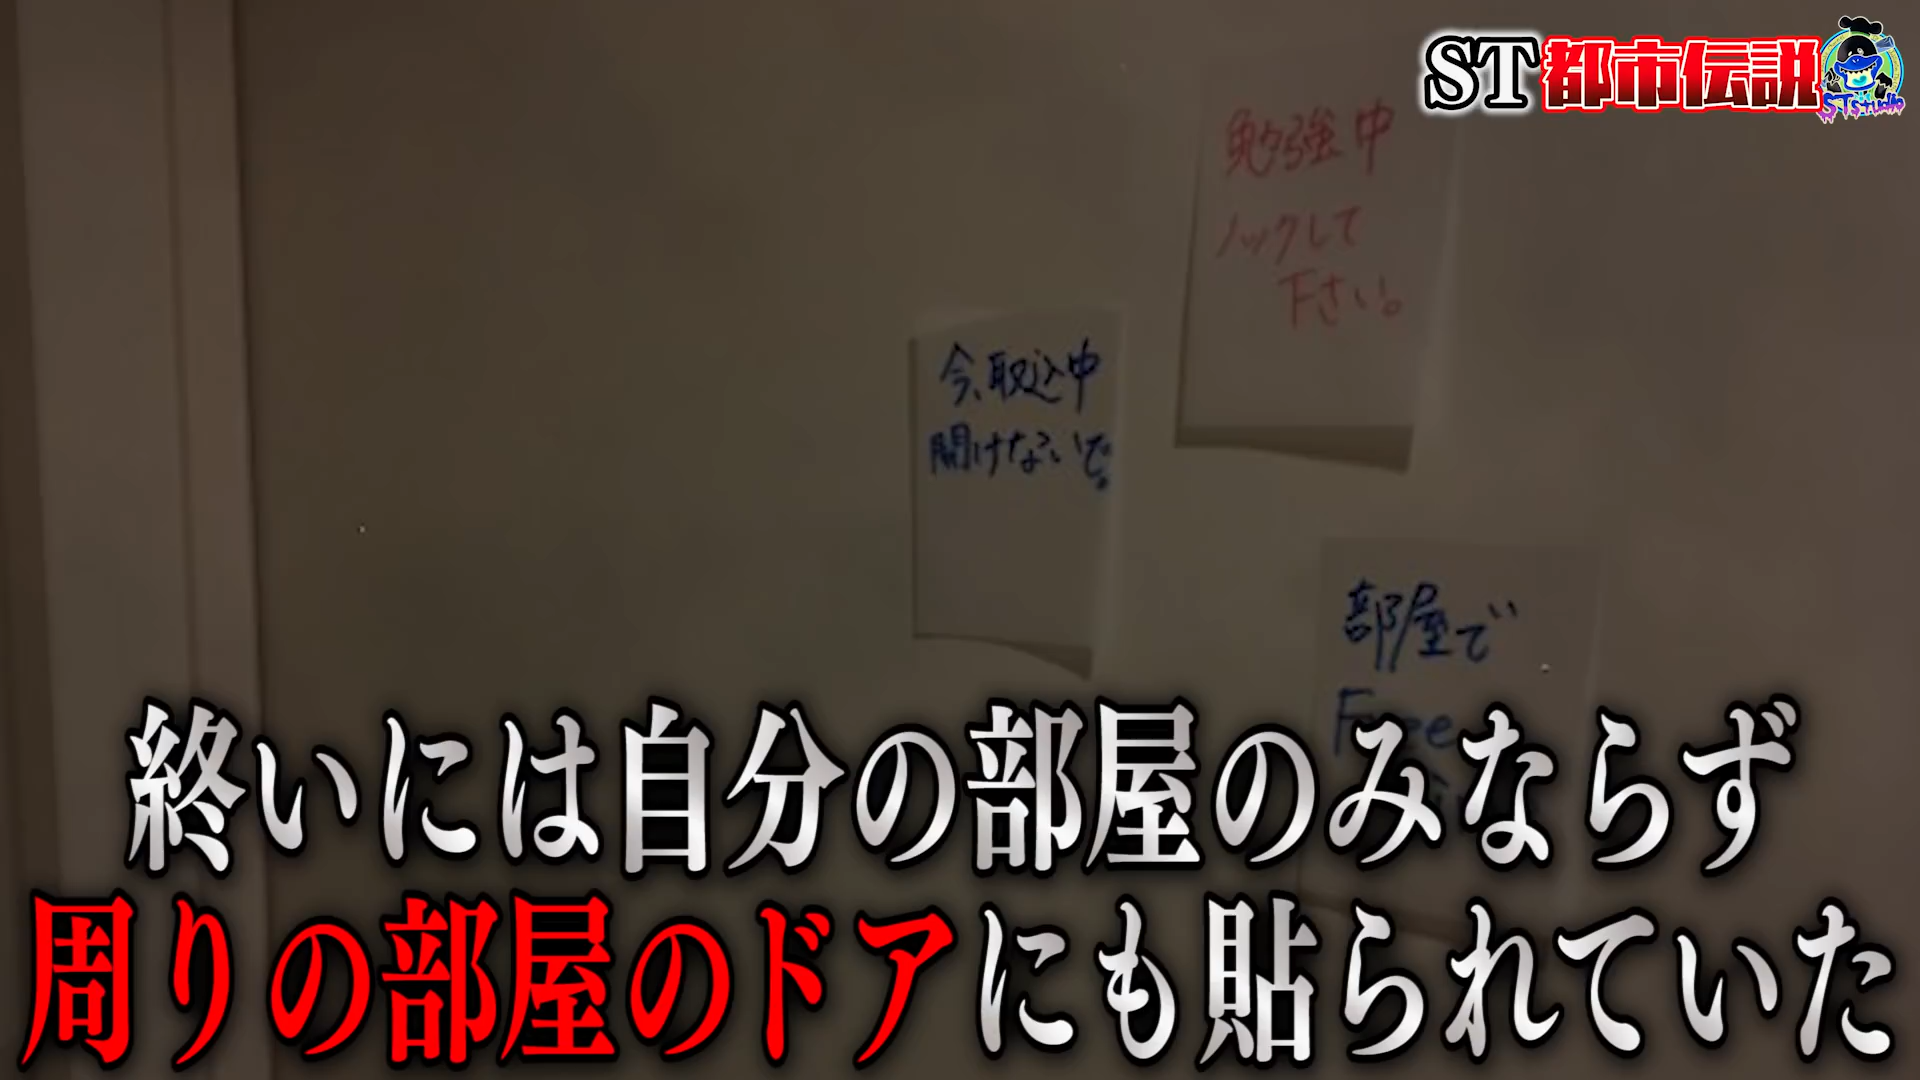 ST都市伝説
STstudio
勉強中
ノックして
下さい。
今、取込中
開けないで。
部屋で
Free
終いには自分の部屋のみならず
周りの部屋のドアにも貼られていた